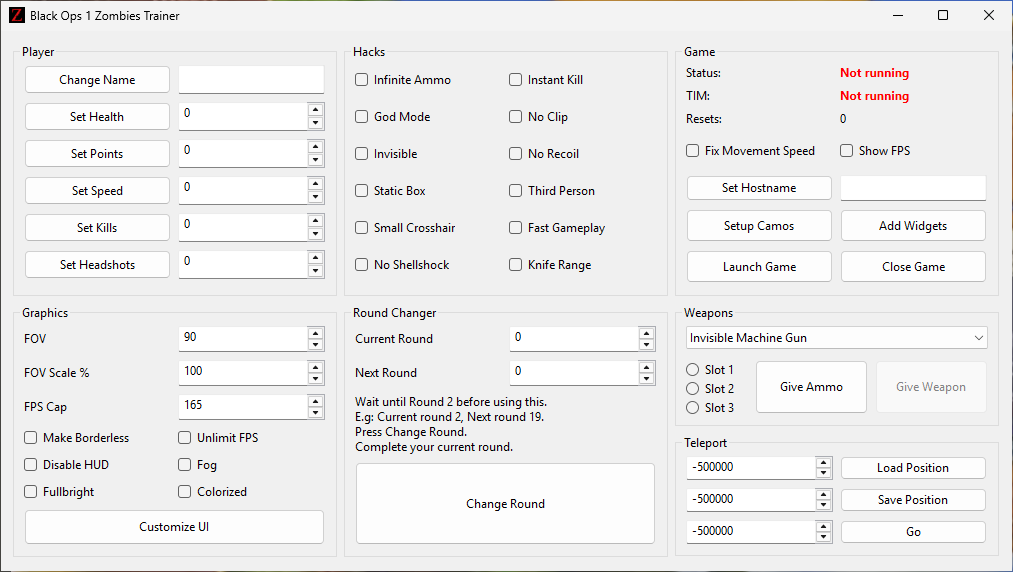 Black Ops 1 Zombies Trainer
Player
Change Name
Set Health 0
Set Points 0
Set Speed 0
Set Kills 0
Set Headshots 0
Hacks
Infinite Ammo Instant Kill
God Mode No Clip
Invisible No Recoil
Static Box Third Person
Small Crosshair Fast Gameplay
No Shellshock Knife Range
Game
Status: Not running
TIM: Not running
Resets: 0
Fix Movement Speed Show FPS
Set Hostname
Setup Camos Add Widgets
Launch Game Close Game
Graphics
FOV 90
FOV Scale % 100
FPS Cap 165
Make Borderless Unlimit FPS
Disable HUD Fog
Fullbright Colorized
Customize UI
Round Changer
Current Round 0
Next Round 0
Wait until Round 2 before using this.
E.g: Current round 2, Next round 19.
Press Change Round.
Complete your current round.
Change Round
Weapons
Invisible Machine Gun
Slot 1
Slot 2
Slot 3
Give Ammo Give Weapon
Teleport
-500000 Load Position
-500000 Save Position
-500000 Go